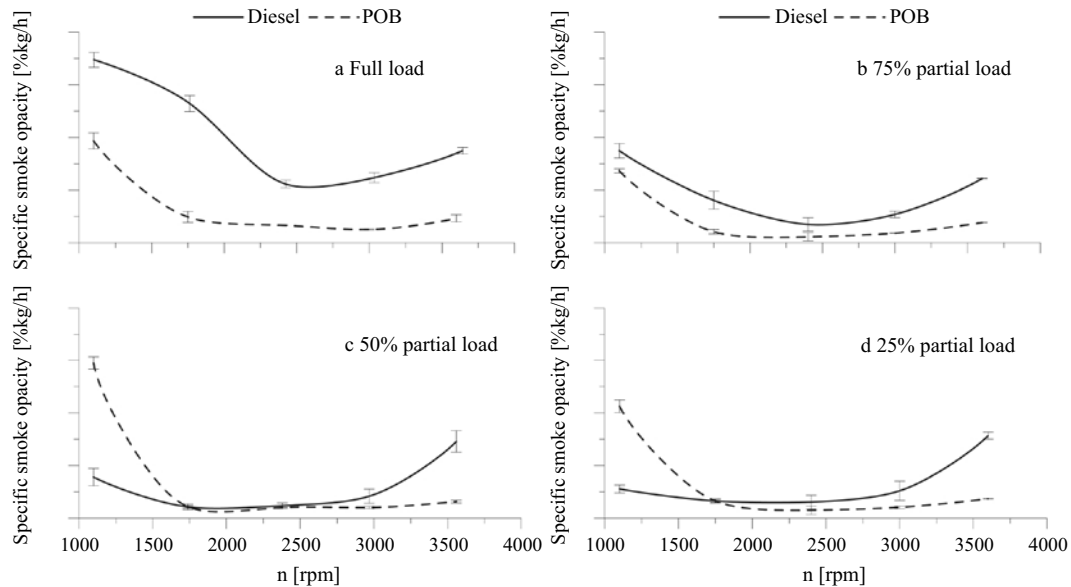 Diesel POB
Diesel POB
Specific smoke opacity [%kg/h]
a Full load
Specific smoke opacity [%kg/h]
b 75% partial load
Specific smoke opacity [%kg/h]
c 50% partial load
Specific smoke opacity [%kg/h]
d 25% partial load
1000 1500 2000 2500 3000 3500 4000
1000 1500 2000 2500 3000 3500 4000
n [rpm]
n [rpm]